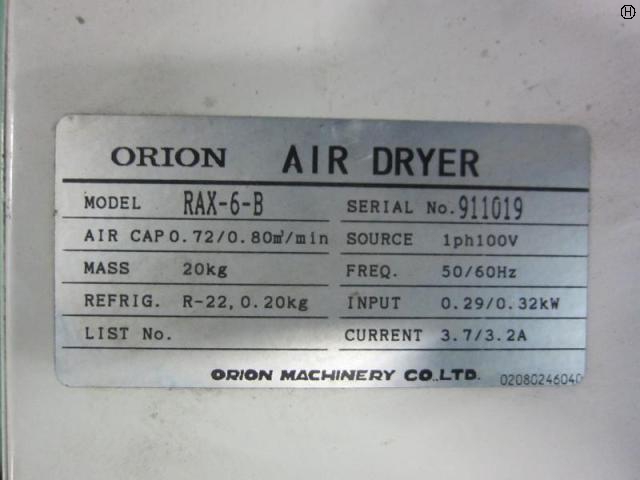 ORION AIR DRYER
MODEL RAX-6-B SERIAL No. 911019
AIR CAP 0.72/0.80m³/min SOURCE 1ph100V
MASS 20kg FREQ. 50/60Hz
REFRIG. R-22, 0.20kg INPUT 0.29/0.32kW
LIST No. CURRENT 3.7/3.2A
ORION MACHINERY CO.,LTD. 02080246040
H